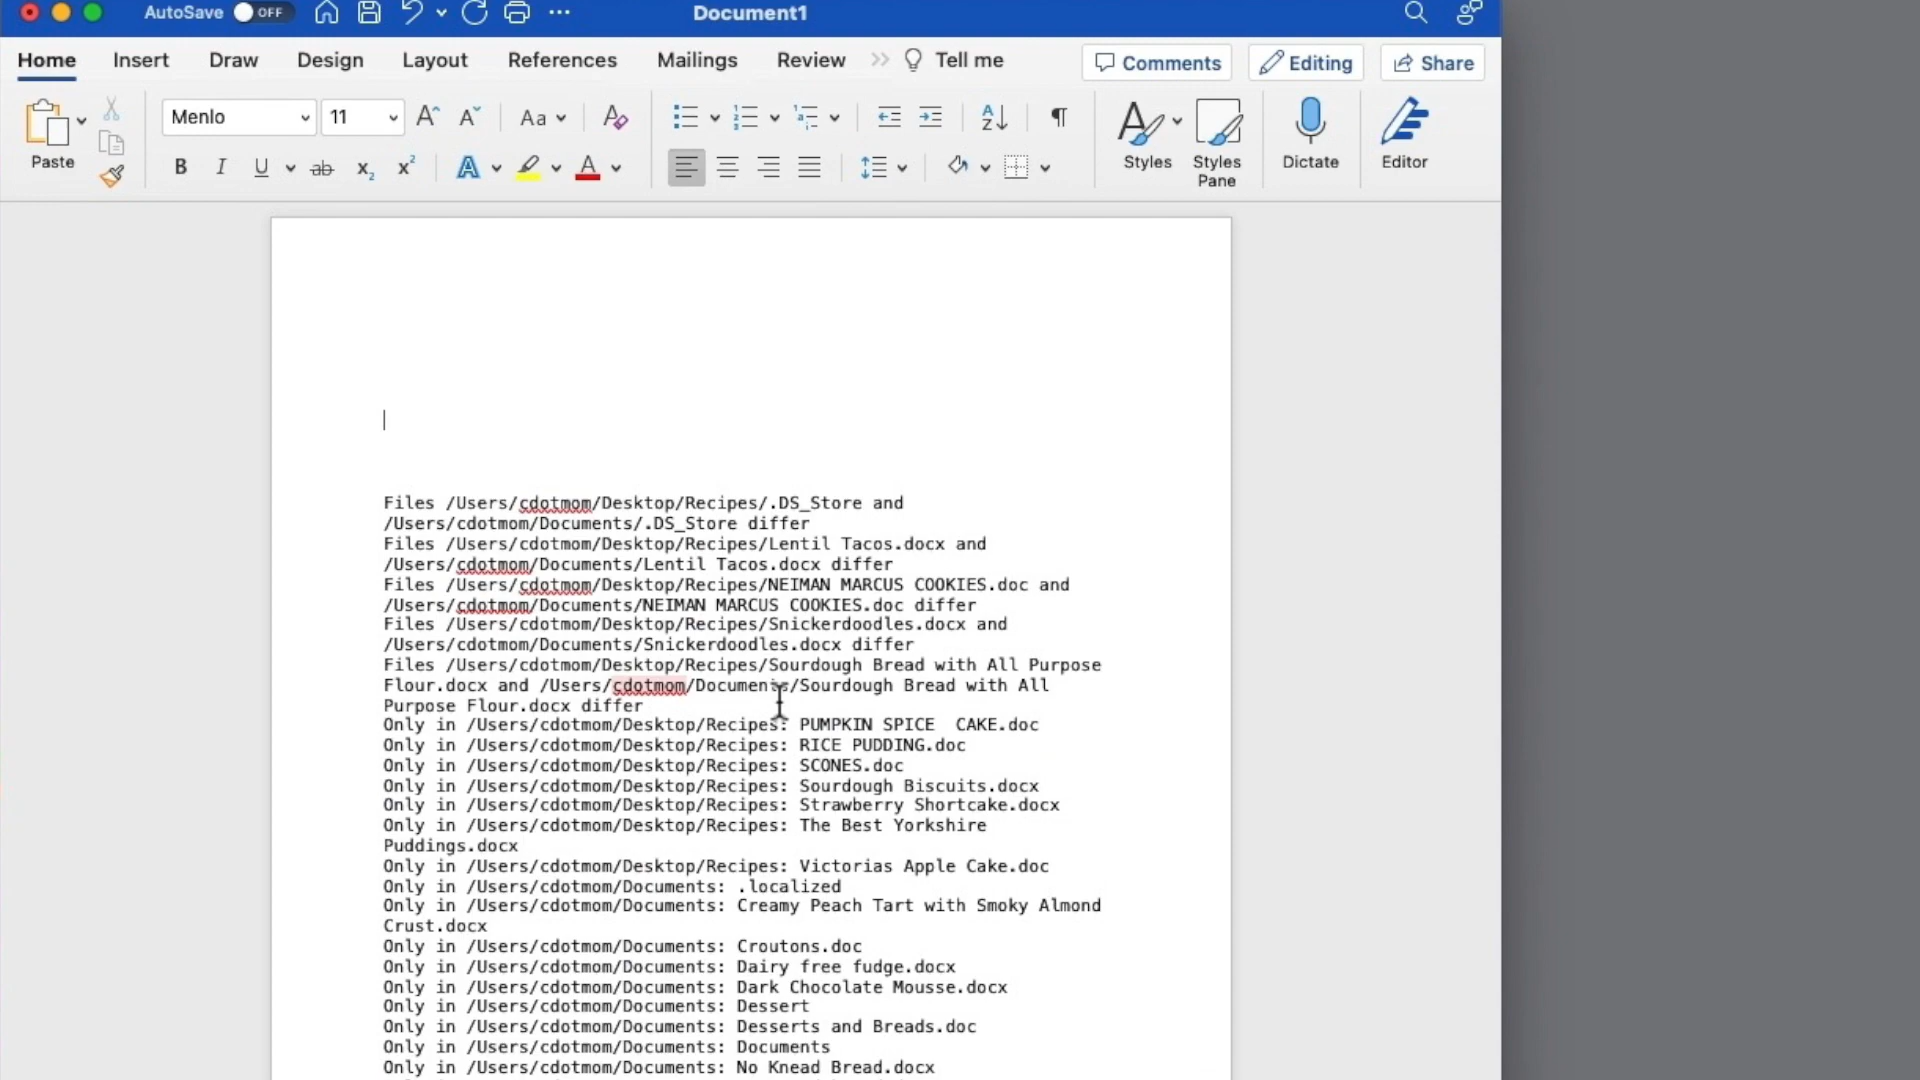 AutoSave OFF Document1
Home Insert Draw Design Layout References Mailings Review Tell me Comments Editing Share
Paste Menlo 11 Aa Styles Styles Pane Dictate Editor
Files /Users/cdotmom/Desktop/Recipes/.DS_Store and
/Users/cdotmom/Documents/.DS_Store differ
Files /Users/cdotmom/Desktop/Recipes/Lentil Tacos.docx and
/Users/cdotmom/Documents/Lentil Tacos.docx differ
Files /Users/cdotmom/Desktop/Recipes/NEIMAN MARCUS COOKIES.doc and
/Users/cdotmom/Documents/NEIMAN MARCUS COOKIES.doc differ
Files /Users/cdotmom/Desktop/Recipes/Snickerdoodles.docx and
/Users/cdotmom/Documents/Snickerdoodles.docx differ
Files /Users/cdotmom/Desktop/Recipes/Sourdough Bread with All Purpose
Flour.docx and /Users/cdotmom/Documents/Sourdough Bread with All
Purpose Flour.docx differ
Only in /Users/cdotmom/Desktop/Recipes: PUMPKIN SPICE  CAKE.doc
Only in /Users/cdotmom/Desktop/Recipes: RICE PUDDING.doc
Only in /Users/cdotmom/Desktop/Recipes: SCONES.doc
Only in /Users/cdotmom/Desktop/Recipes: Sourdough Biscuits.docx
Only in /Users/cdotmom/Desktop/Recipes: Strawberry Shortcake.docx
Only in /Users/cdotmom/Desktop/Recipes: The Best Yorkshire
Puddings.docx
Only in /Users/cdotmom/Desktop/Recipes: Victorias Apple Cake.doc
Only in /Users/cdotmom/Documents: .localized
Only in /Users/cdotmom/Documents: Creamy Peach Tart with Smoky Almond
Crust.docx
Only in /Users/cdotmom/Documents: Croutons.doc
Only in /Users/cdotmom/Documents: Dairy free fudge.docx
Only in /Users/cdotmom/Documents: Dark Chocolate Mousse.docx
Only in /Users/cdotmom/Documents: Dessert
Only in /Users/cdotmom/Documents: Desserts and Breads.doc
Only in /Users/cdotmom/Documents: Documents
Only in /Users/cdotmom/Documents: No Knead Bread.docx